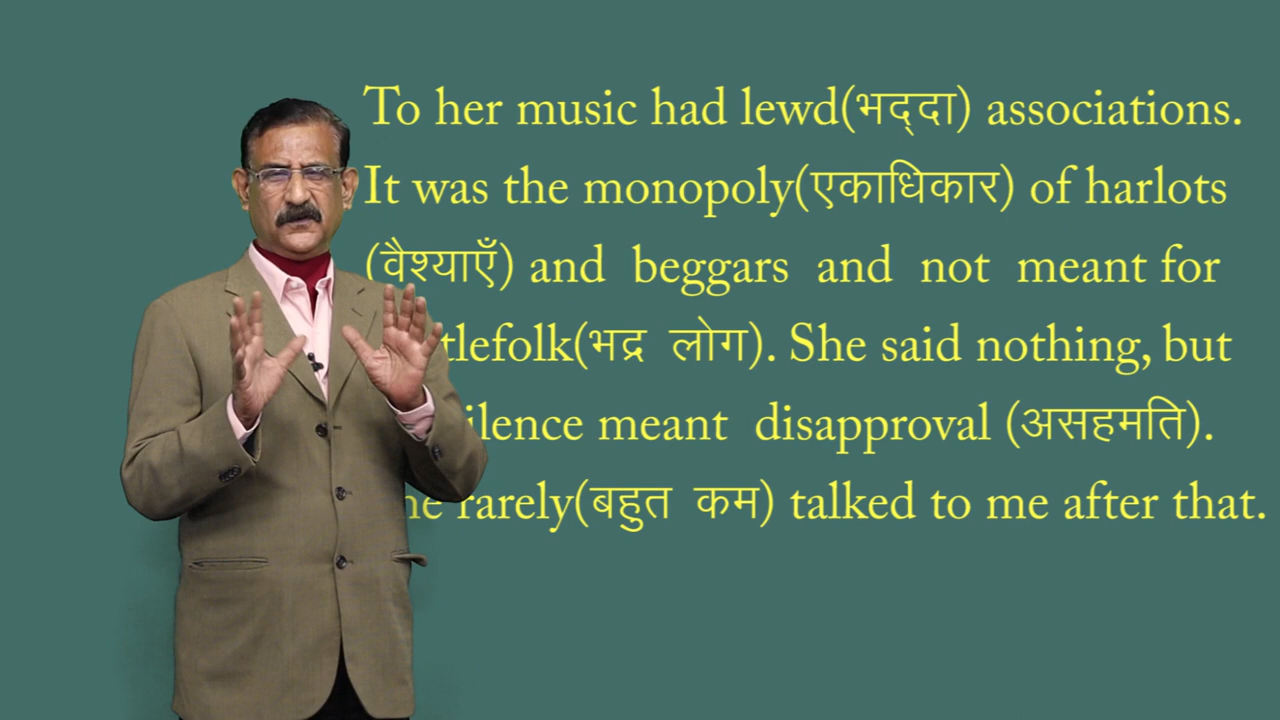 To her music had lewd(भद्‌दा) associations.
It was the monopoly(एकाधिकार) of harlots
(वैश्याएँ) and beggars and not meant for
(भद्र लोग). She said nothing, but
meant disapproval (असहमति).
rarely(बहुत कम) talked to me after that.